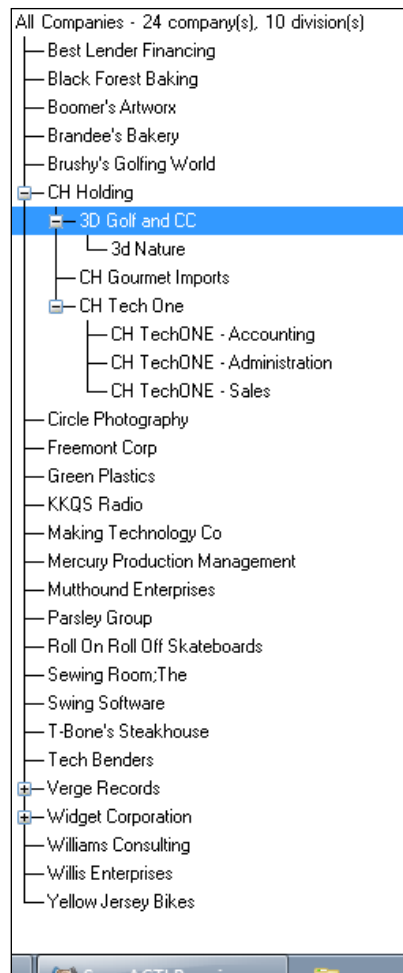 All Companies - 24 company(s), 10 division(s)
Best Lender Financing
Black Forest Baking
Boomer's Artworx
Brandee's Bakery
Brushy's Golfing World
CH Holding
3D Golf and CC
3d Nature
CH Gourmet Imports
CH Tech One
CH TechONE - Accounting
CH TechONE - Administration
CH TechONE - Sales
Circle Photography
Freemont Corp
Green Plastics
KKQS Radio
Making Technology Co
Mercury Production Management
Mutthound Enterprises
Parsley Group
Roll On Roll Off Skateboards
Sewing Room;The
Swing Software
T-Bone's Steakhouse
Tech Benders
Verge Records
Widget Corporation
Williams Consulting
Willis Enterprises
Yellow Jersey Bikes